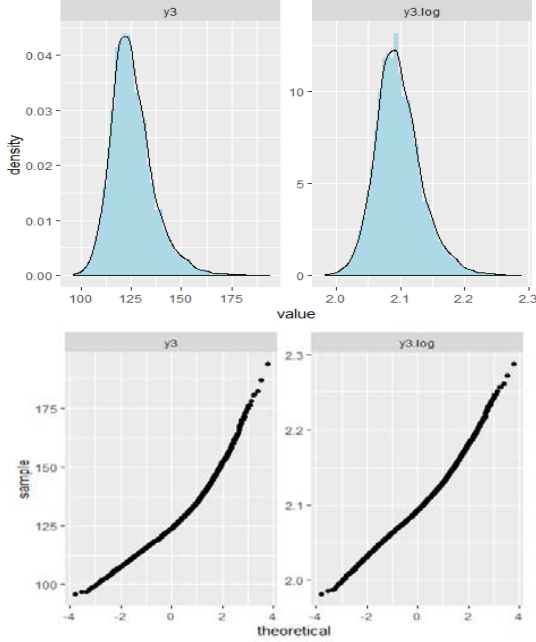 y3 y3.log
0.04 10
0.03
density
0.02 5
0.01
0.00 0
100 125 150 175 2.0 2.1 2.2 2.3
value
y3 y3.log
2.3
175
2.2
sample
150
2.1
125
100 2.0
-4 -2 0 2 4 -4 -2 0 2 4
theoretical